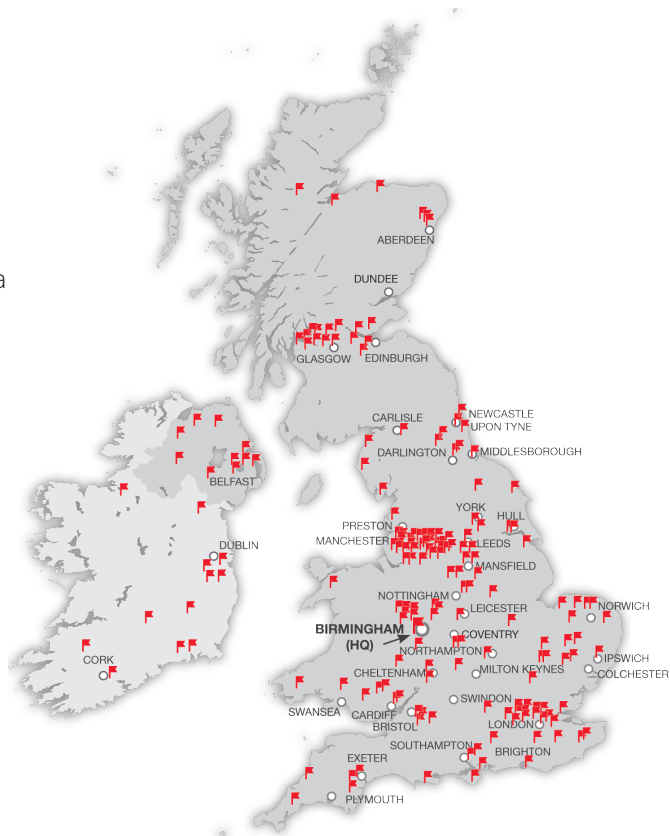 ABERDEEN
a
DUNDEE
GLASGOW
EDINBURGH
CARLISLE
NEWCASTLE
UPON TYNE
DARLINGTON
MIDDLESBOROUGH
BELFAST
YORK
HULL
PRESTON
MANCHESTER
LEEDS
DUBLIN
MANSFIELD
NOTTINGHAM
LEICESTER
NORWICH
BIRMINGHAM
(HQ)
COVENTRY
NORTHAMPTON
CORK
IPSWICH
CHELTENHAM
MILTON KEYNES
COLCHESTER
SWINDON
SWANSEA
CARDIFF
BRISTOL
LONDON
SOUTHAMPTON
BRIGHTON
EXETER
PLYMOUTH